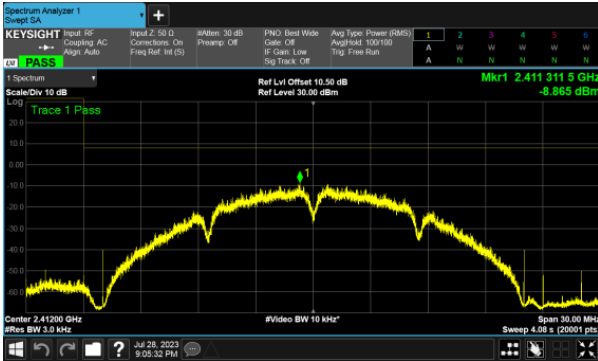 Spectrum Analyzer 1
Swept SA
+
KEYSIGHT
Input: RF
Coupling: AC
Align: Auto
Input Z: 50 Ω
Corrections: On
Freq Ref: Int (S)
#Atten: 30 dB
Preamp: Off
PNO: Best Wide
Gate: Off
IF Gain: Low
Sig Track: Off
Avg Type: Power (RMS)
Avg|Hold: 100/100
Trig: Free Run
1 2 3 4 5 6
A W W W W W
A N N N N N
LXI PASS
1 Spectrum
Scale/Div 10 dB
Ref Lvl Offset 10.50 dB
Ref Level 30.00 dBm
Mkr1 2.411 311 5 GHz
-8.865 dBm
Log
Trace 1 Pass
20.0
10.0
0.00
-10.0
-20.0
-30.0
-40.0
-50.0
-60.0
1
Center 2.41200 GHz
#Video BW 10 kHz*
Span 30.00 MHz
#Res BW 3.0 kHz
Sweep 4.08 s (20001 pts)
?
Jul 28, 2023
9:05:32 PM